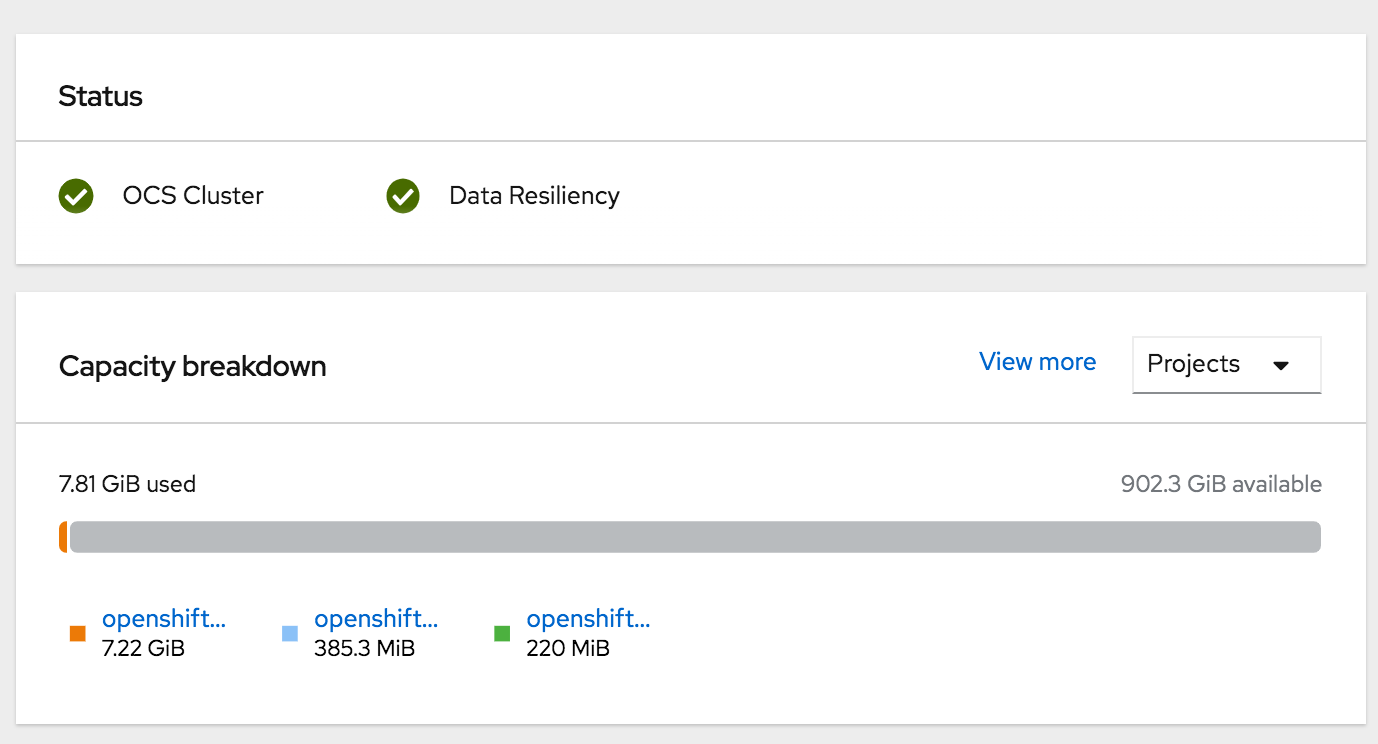 Status
OCS Cluster
Data Resiliency
Capacity breakdown
View more
Projects
7.81 GiB used
902.3 GiB available
openshift...
7.22 GiB
openshift...
385.3 MiB
openshift...
220 MiB